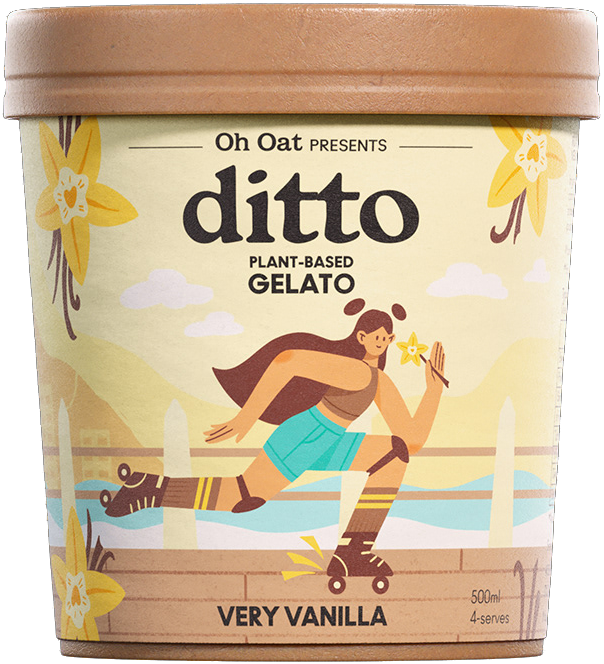 Oh Oat PRESENTS
ditto
PLANT-BASED
GELATO
VERY VANILLA
500ml
4-serves